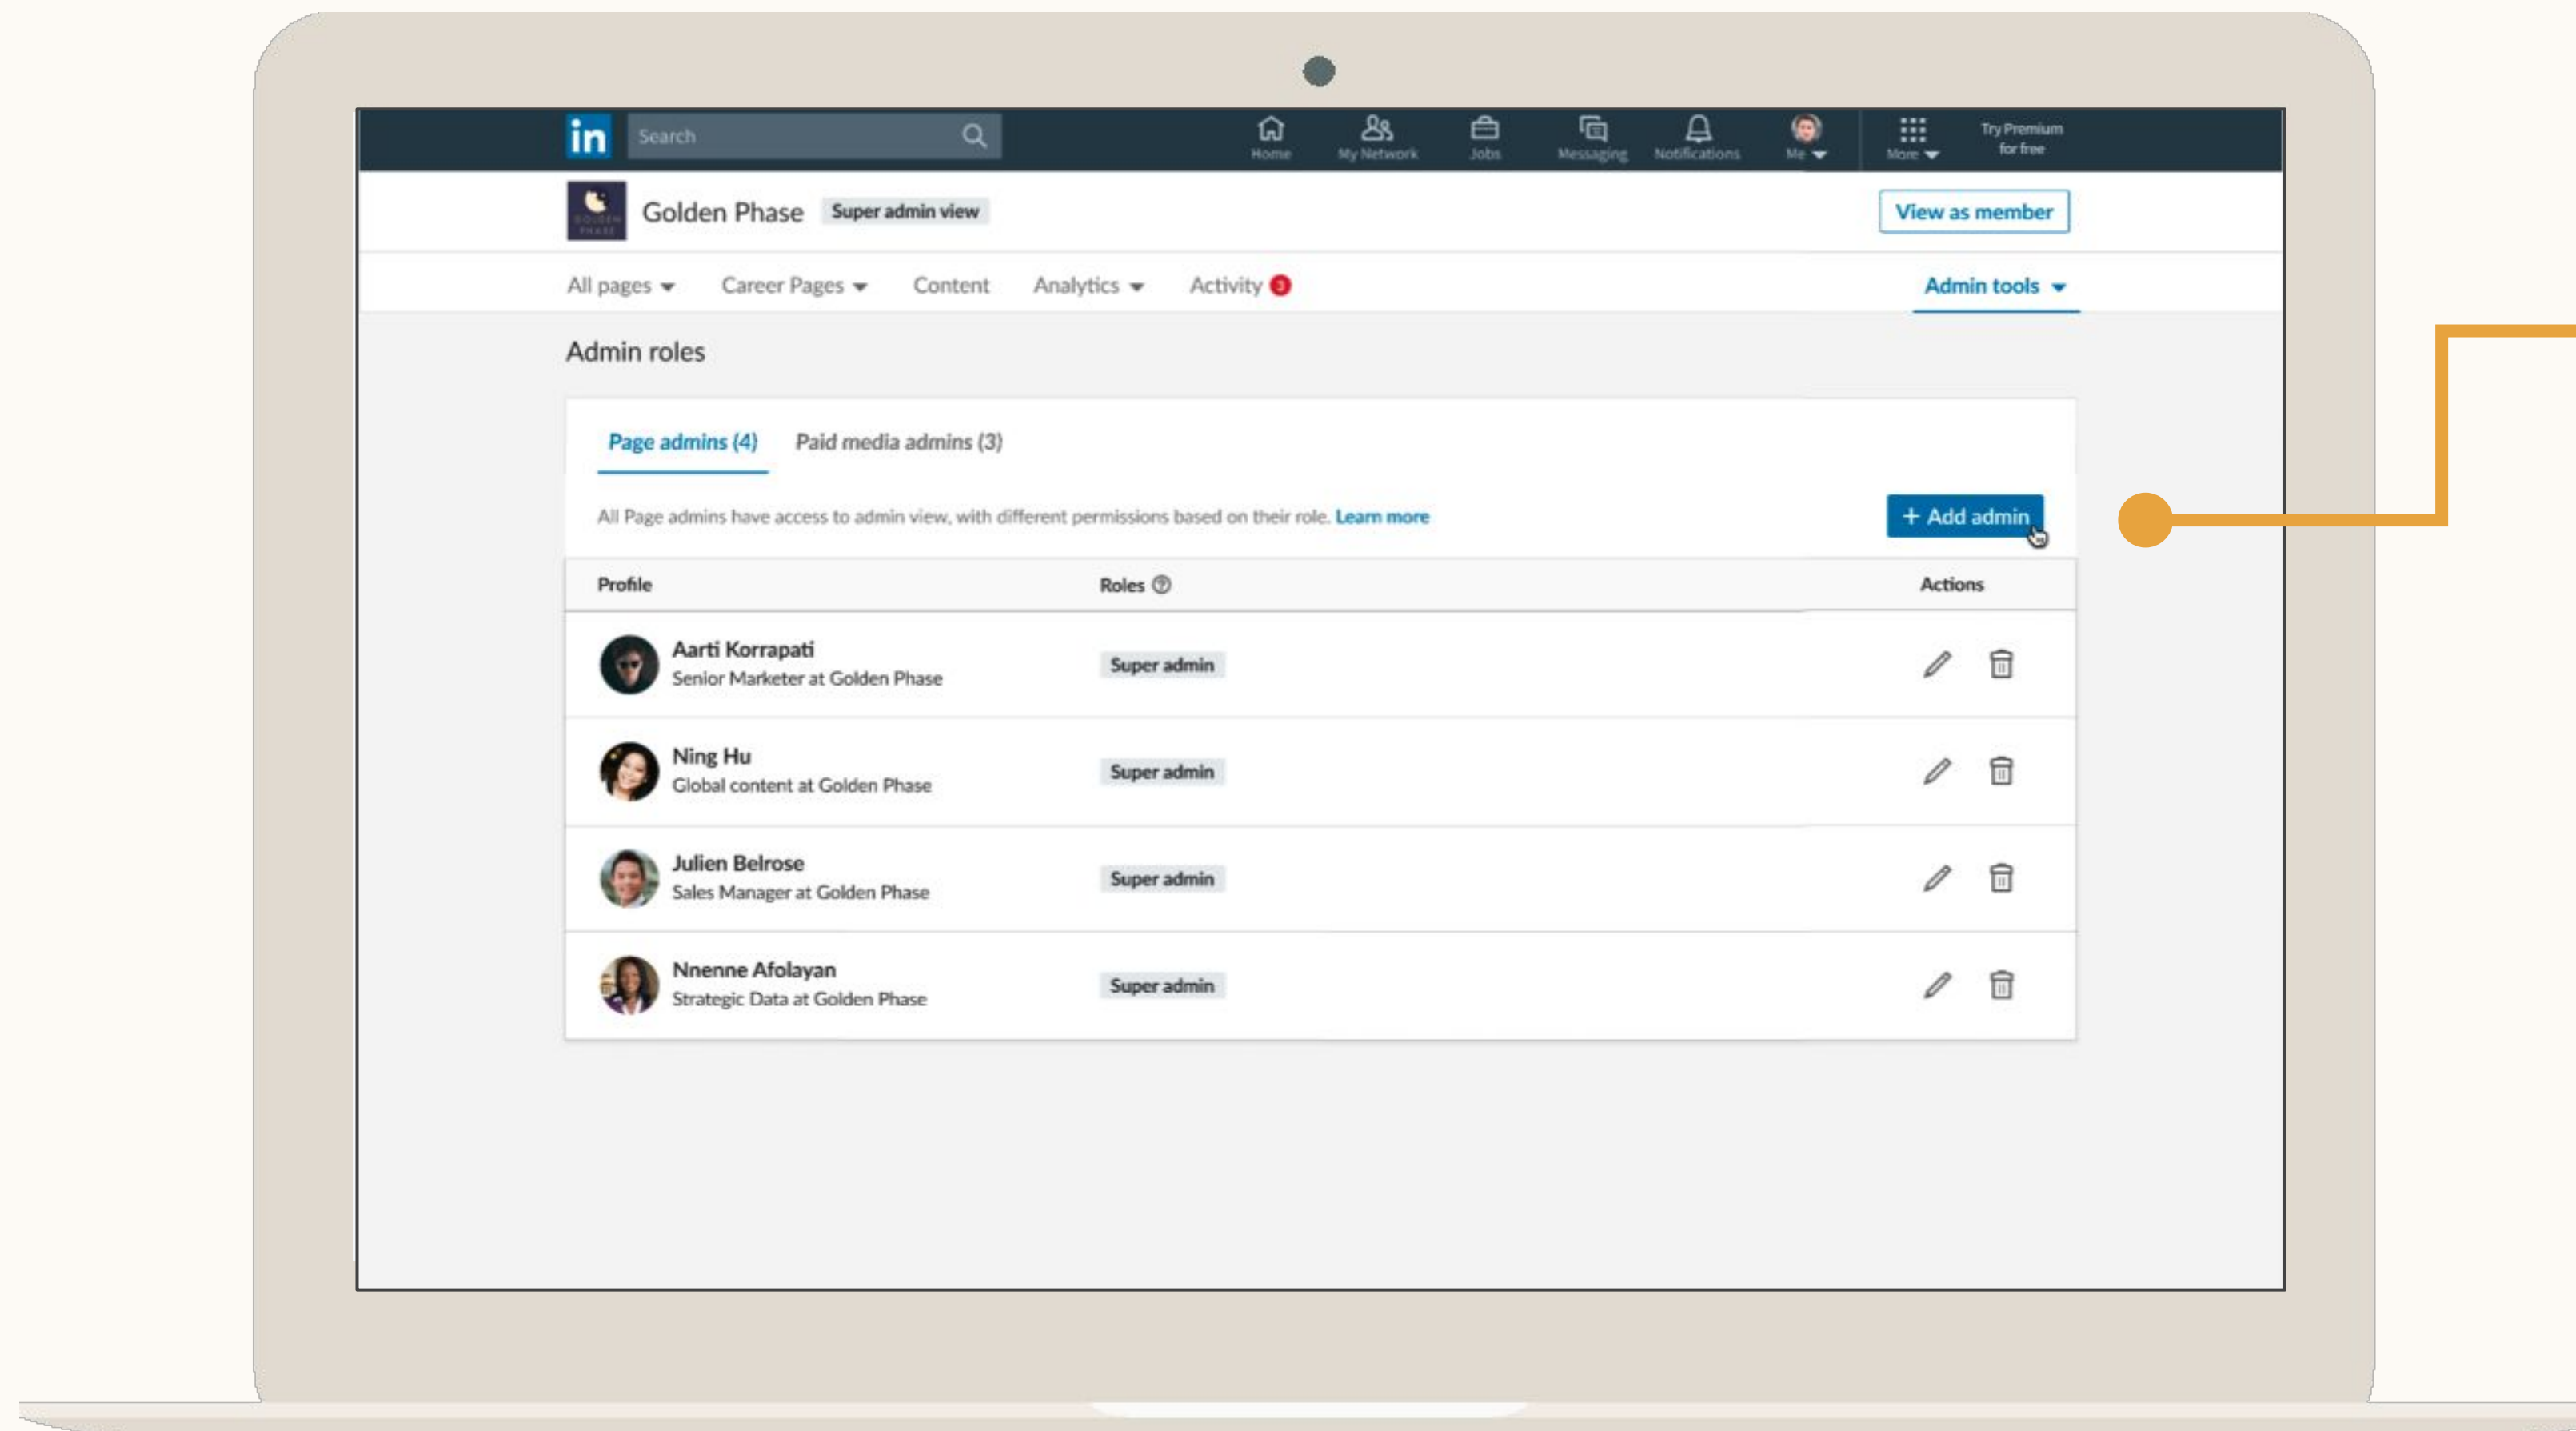 in Search Home My Network Jobs Messaging Notifications Me More Try Premium
for free
GOLDEN
PHASE
Golden Phase Super admin view View as member
All pages Career Pages Content Analytics Activity 3 Admin tools
Admin roles
Page admins (4) Paid media admins (3)
All Page admins have access to admin view, with different permissions based on their role. Learn more + Add admin
Profile Roles ? Actions
Aarti Korrapati
Senior Marketer at Golden Phase
Super admin
Ning Hu
Global content at Golden Phase
Super admin
Julien Belrose
Sales Manager at Golden Phase
Super admin
Nnenne Afolayan
Strategic Data at Golden Phase
Super admin